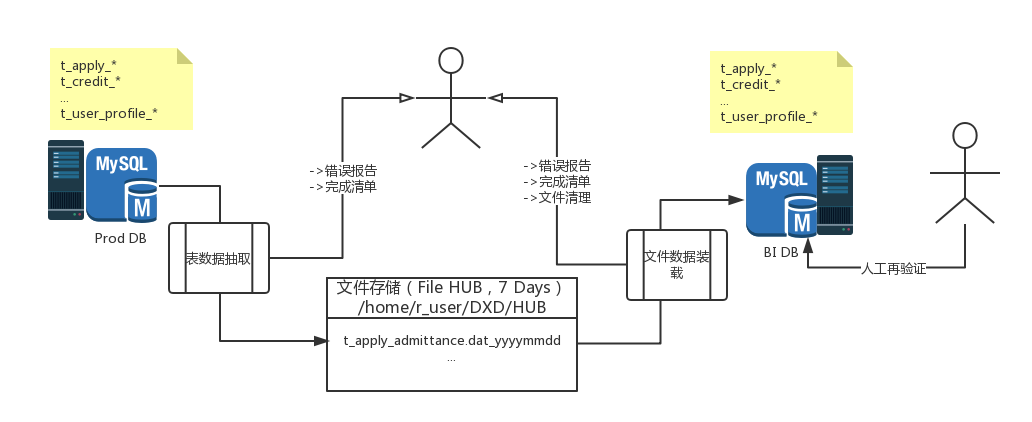 t_apply_*
t_credit_*
...
t_user_profile_*
MySQL
M
Prod DB
表数据抽取
->错误报告
->完成清单
->错误报告
->完成清单
->文件清理
文件存储（File HUB，7 Days）
/home/r_user/DXD/HUB
t_apply_admittance.dat_yyyymmdd
...
文件数据装
载
t_apply_*
t_credit_*
...
t_user_profile_*
MySQL
M
BI DB
人工再验证